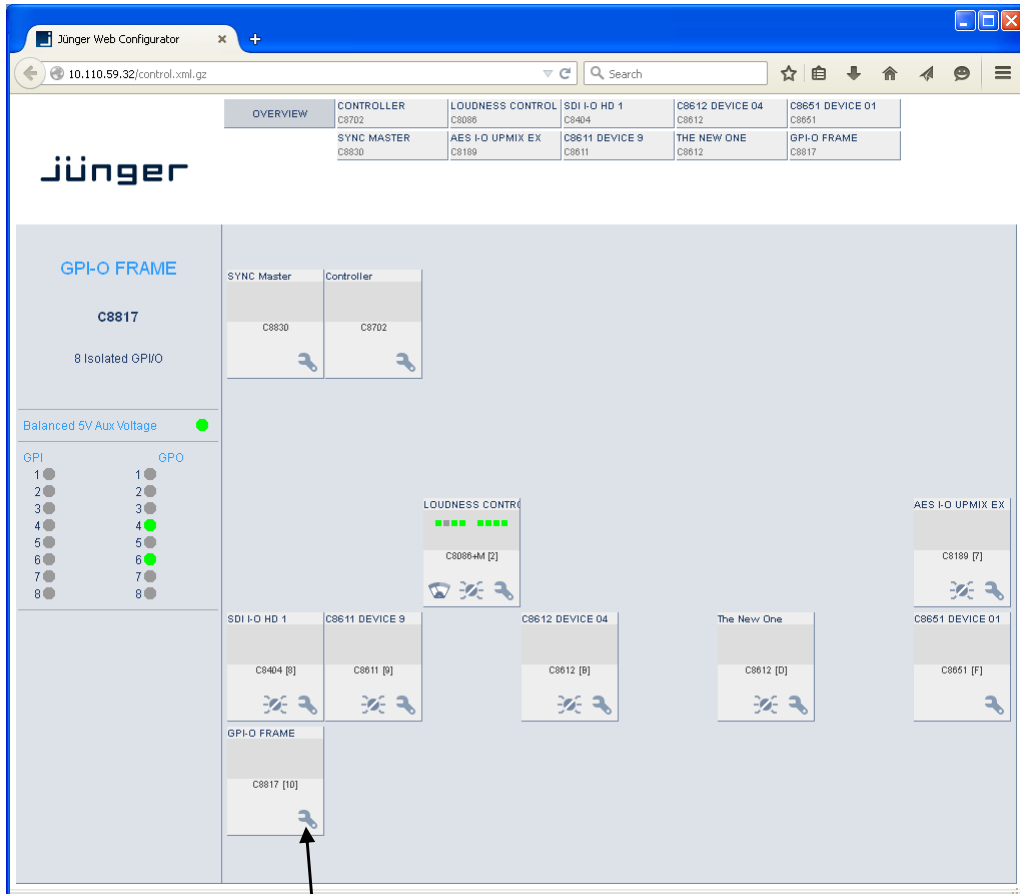 Jünger Web Configurator
10.110.59.32/control.xml.gz
Search
OVERVIEW
CONTROLLER
C8702
LOUDNESS CONTROL
C8086
SDI I-O HD 1
C8404
C8612 DEVICE 04
C8612
C8651 DEVICE 01
C8651
SYNC MASTER
C8830
AES I-O UPMIX EX
C8189
C8611 DEVICE 9
C8611
THE NEW ONE
C8612
GPI-O FRAME
C8817
jünger
GPI-O FRAME
C8817
8 Isolated GPI/O
Balanced 5V Aux Voltage
GPI GPO
1 1
2 2
3 3
4 4
5 5
6 6
7 7
8 8
SYNC Master
C8830
Controller
C8702
LOUDNESS CONTR(
C8086+M [2]
AES I-O UPMIX EX
C8189 [7]
SDI I-O HD 1
C8404 [8]
C8611 DEVICE 9
C8611 [9]
C8612 DEVICE 04
C8612 [B]
The New One
C8612 [D]
C8651 DEVICE 01
C8651 [F]
GPI-O FRAME
C8817 [10]